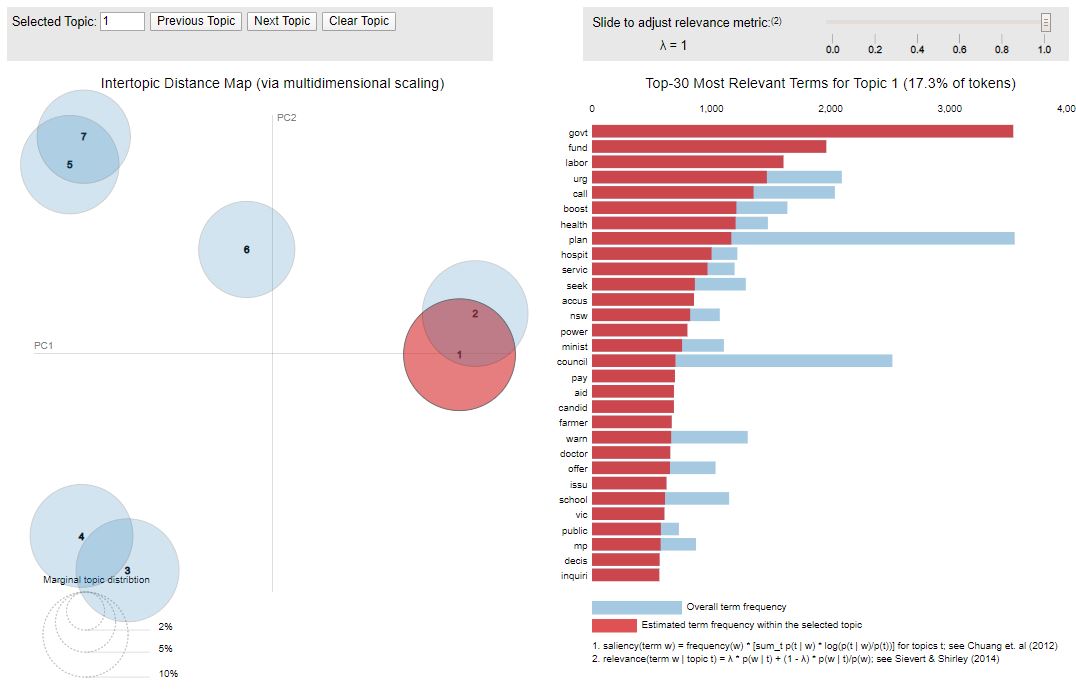 Selected Topic: 1 Previous Topic Next Topic Clear Topic
Slide to adjust relevance metric:(2)
λ = 1
0.0 0.2 0.4 0.6 0.8 1.0
Intertopic Distance Map (via multidimensional scaling)
PC2
PC1
7
5
6
2
1
4
3
Marginal topic distribtion
2%
5%
10%
Top-30 Most Relevant Terms for Topic 1 (17.3% of tokens)
0 1,000 2,000 3,000 4,00
govt
fund
labor
urg
call
boost
health
plan
hospit
servic
seek
accus
nsw
power
minist
council
pay
aid
candid
farmer
warn
doctor
offer
issu
school
vic
public
mp
decis
inquiri
Overall term frequency
Estimated term frequency within the selected topic
1. saliency(term w) = frequency(w) * [sum_t p(t | w) * log(p(t | w)/p(t))] for topics t; see Chuang et. al (2012)
2. relevance(term w | topic t) = λ * p(w | t) + (1 - λ) * p(w | t)/p(w); see Sievert & Shirley (2014)